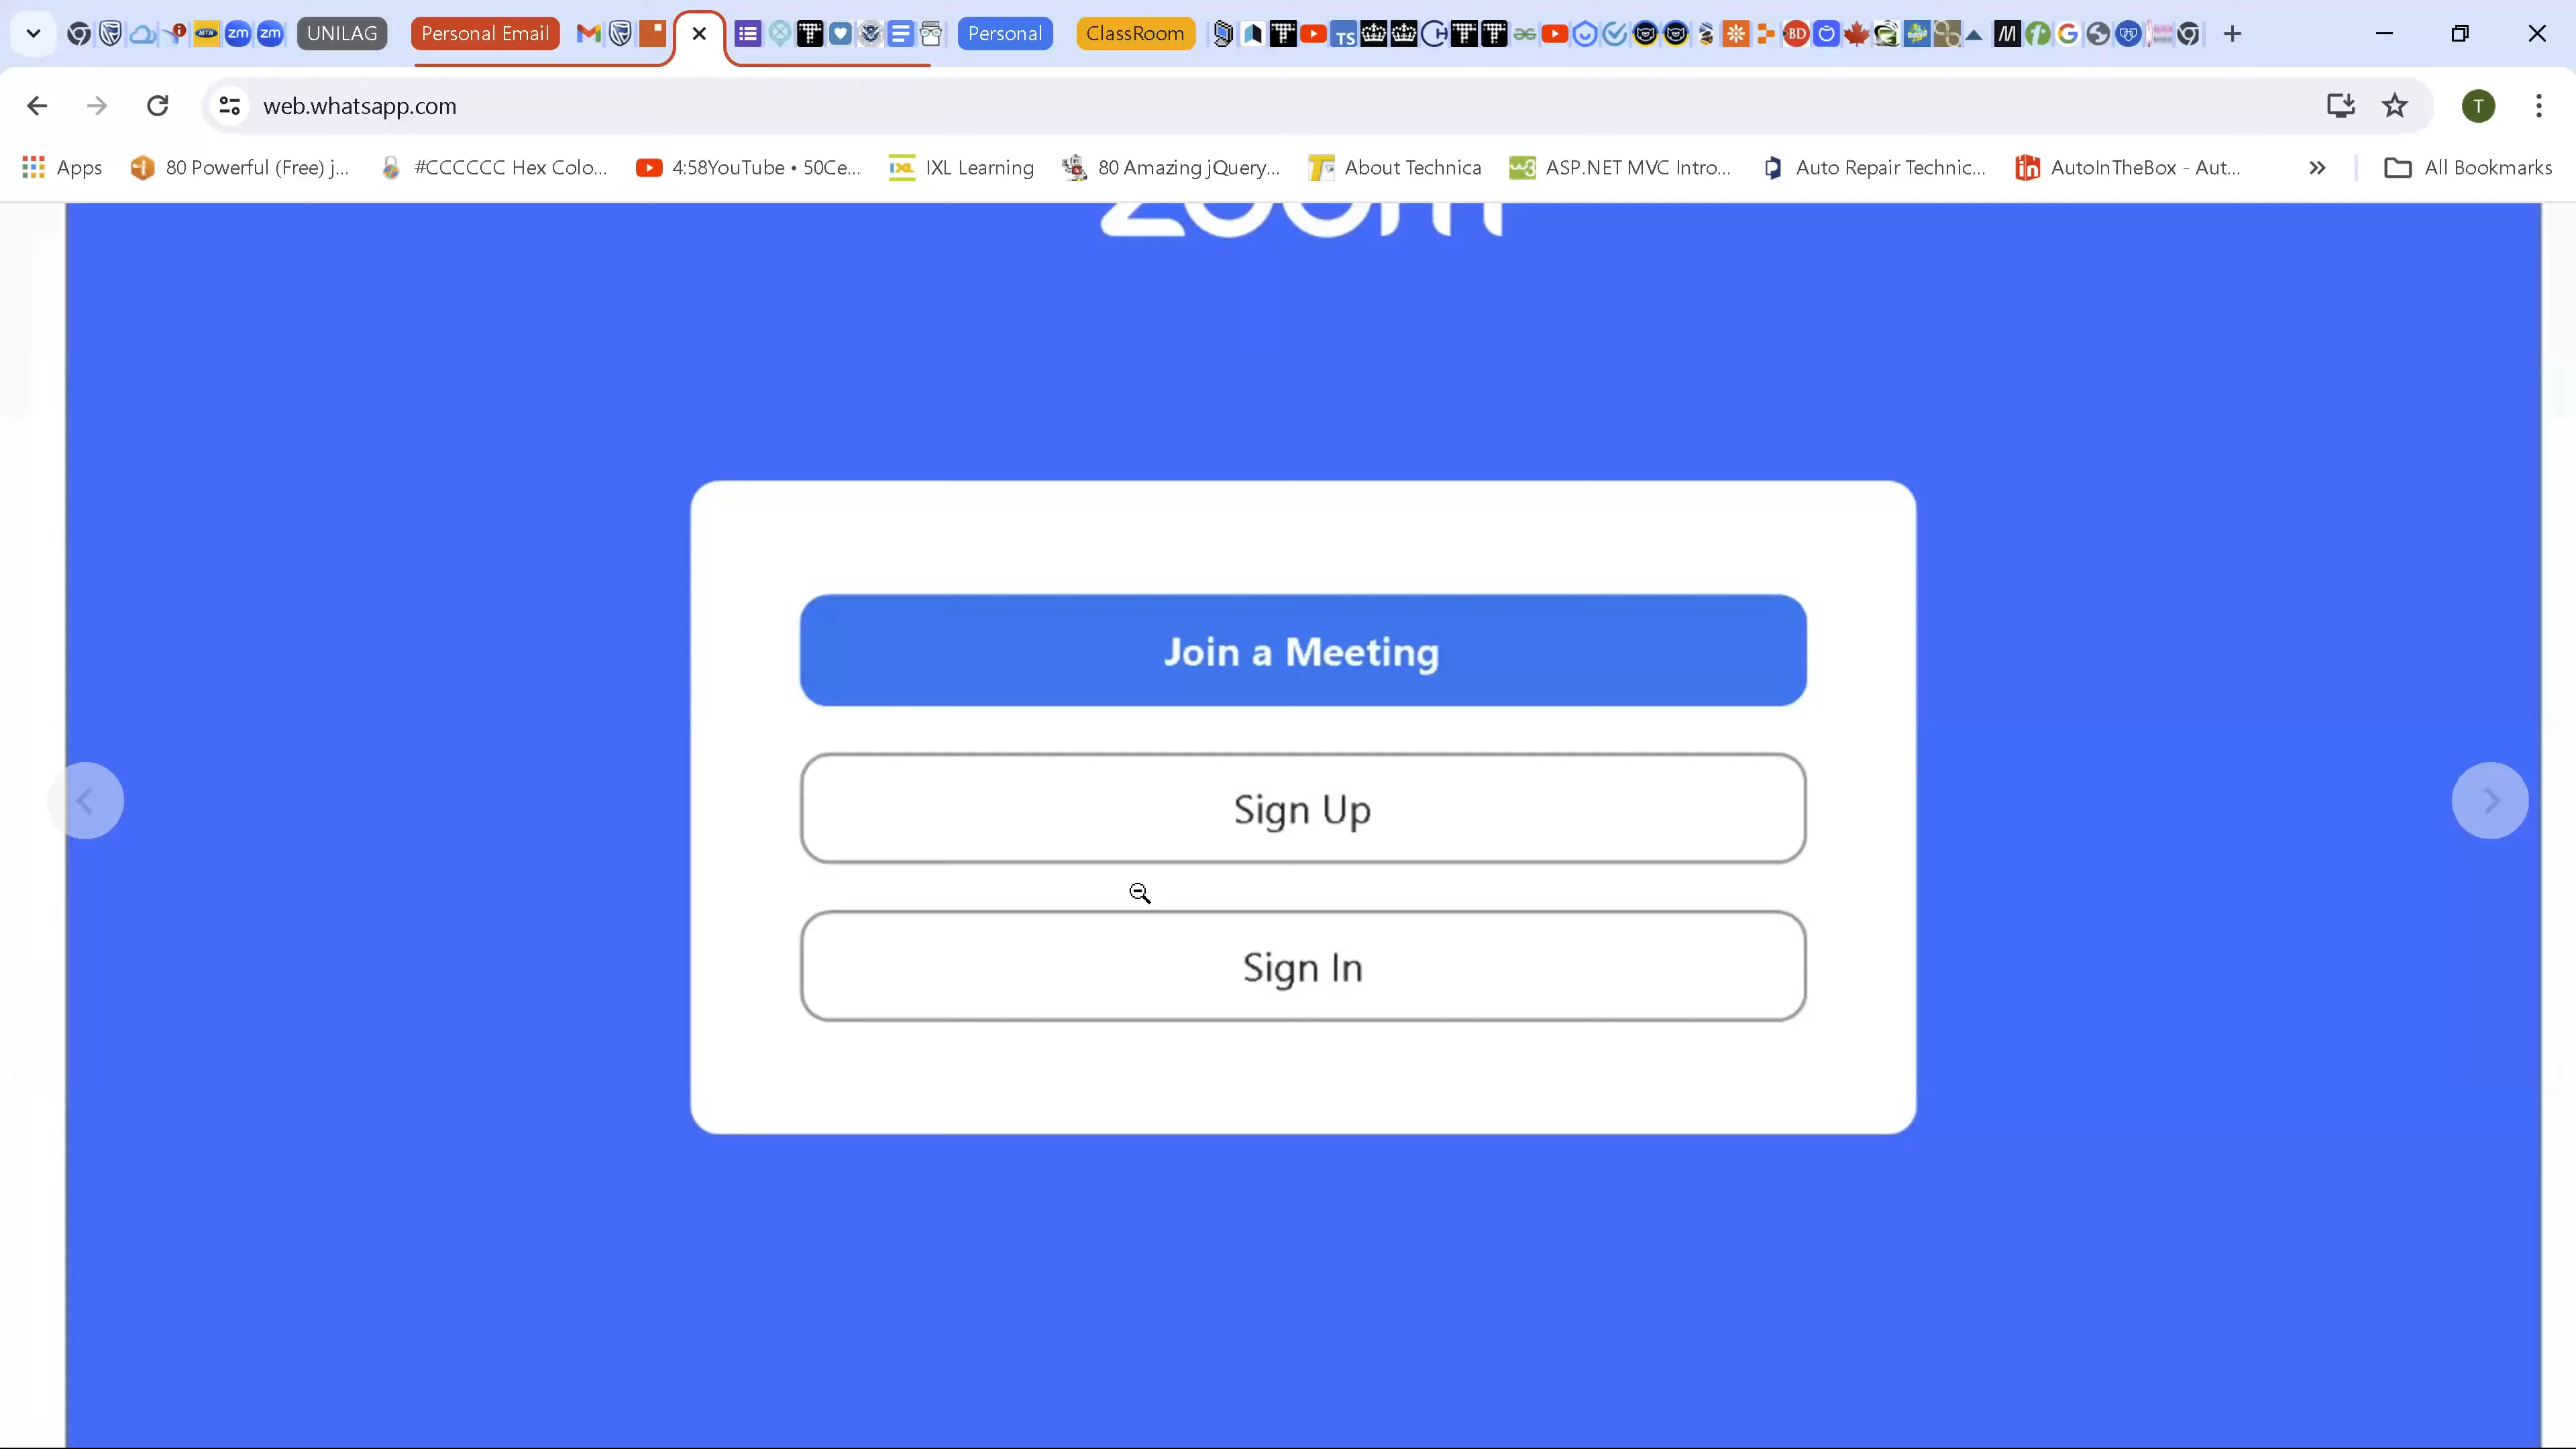 UNILAG Personal Email Personal ClassRoom
web.whatsapp.com T
Apps 80 Powerful (Free) j... #CCCCCC Hex Colo... 4:58YouTube • 50Ce... IXL Learning 80 Amazing jQuery... About Technica ASP.NET MVC Intro... Auto Repair Technic... AutoInTheBox - Aut... All Bookmarks
zoom
Join a Meeting
Sign Up
Sign In